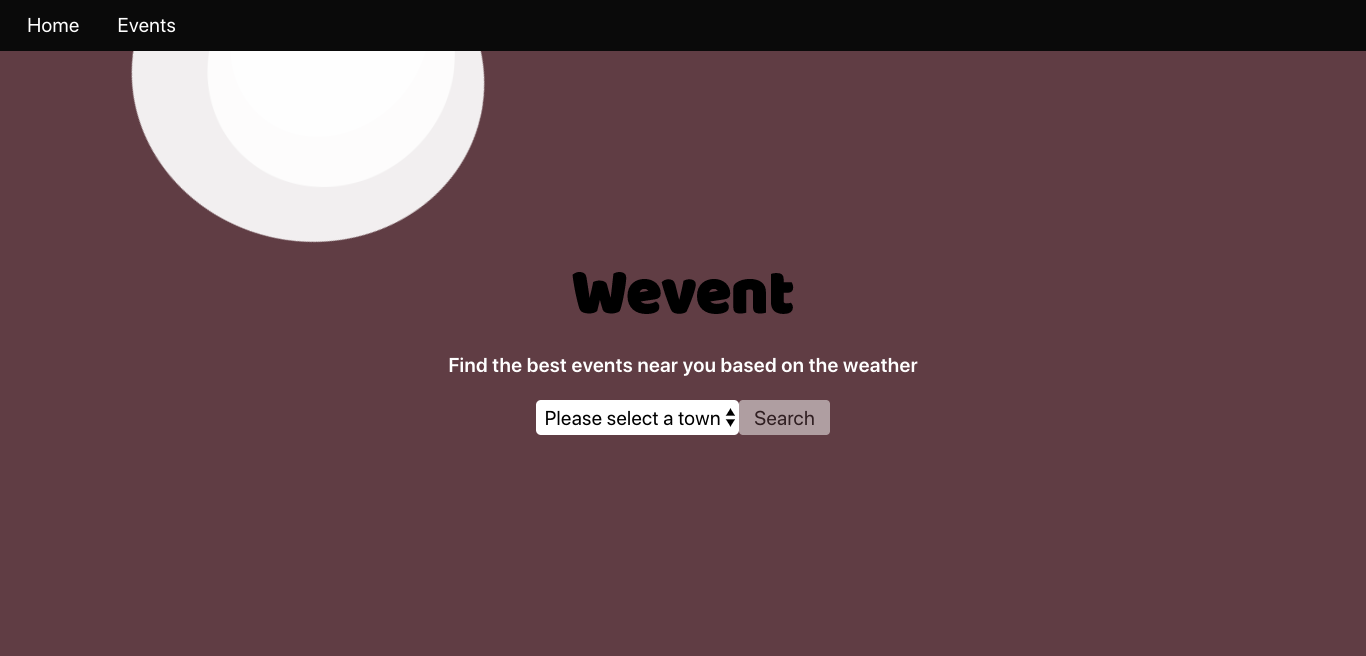 Home Events
Wevent
Find the best events near you based on the weather
Please select a town Search